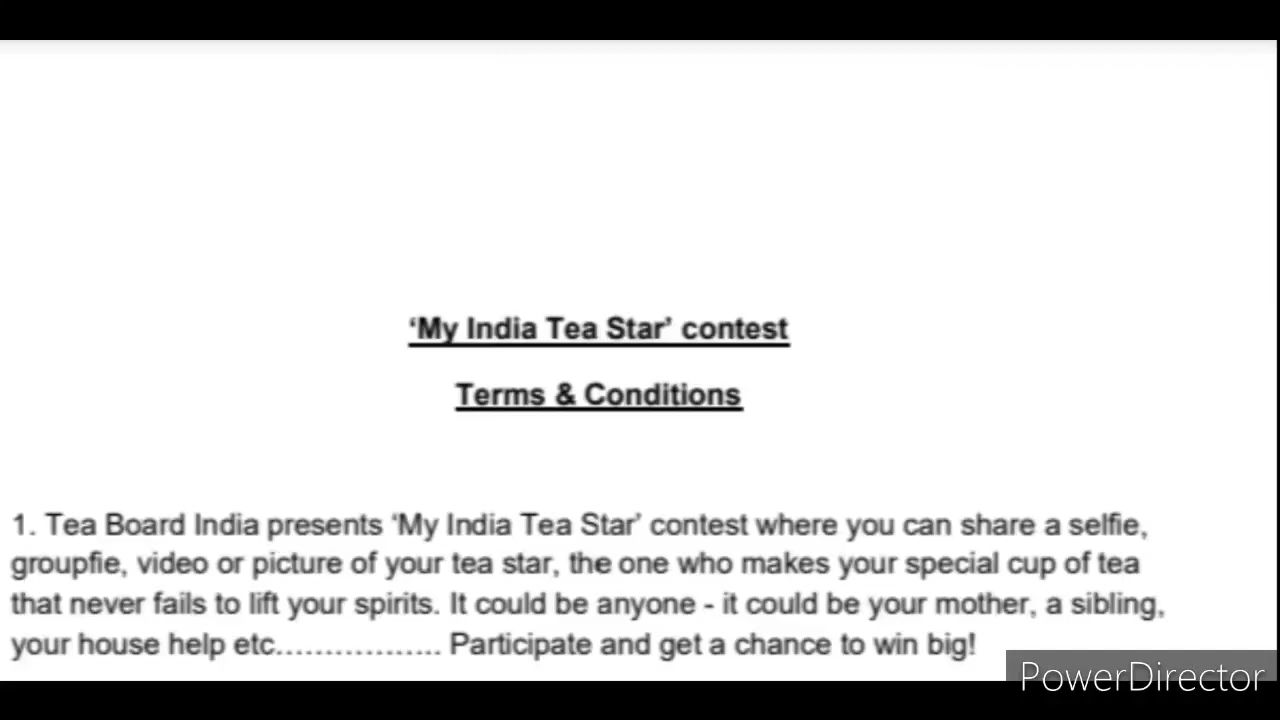 ‘My India Tea Star’ contest
Terms & Conditions
1. Tea Board India presents ‘My India Tea Star’ contest where you can share a selfie,
groupfie, video or picture of your tea star, the one who makes your special cup of tea
that never fails to lift your spirits. It could be anyone - it could be your mother, a sibling,
your house help etc................. Participate and get a chance to win big!
PowerDirector